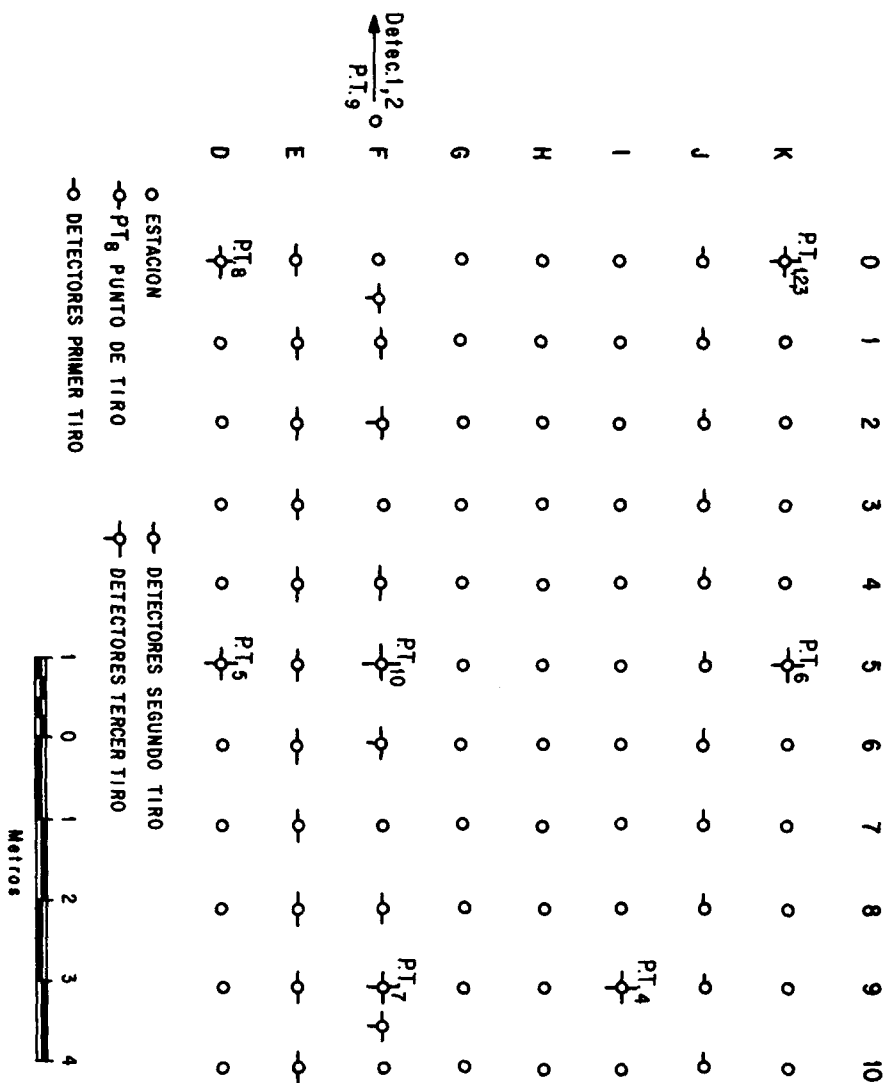 0 1 2 3 4 5 6 7 8 9 10
K
J
I
H
G
F
E
D
P.T.1,2,3
P.T.6
P.T.4
Detec.1,2
P.T.9
P.T.10
P.T.7
P.T.8
P.T.5
ESTACION
PT8 PUNTO DE TIRO
DETECTORES PRIMER TIRO
DETECTORES SEGUNDO TIRO
DETECTORES TERCER TIRO
1 0 1 2 3 4
Metros